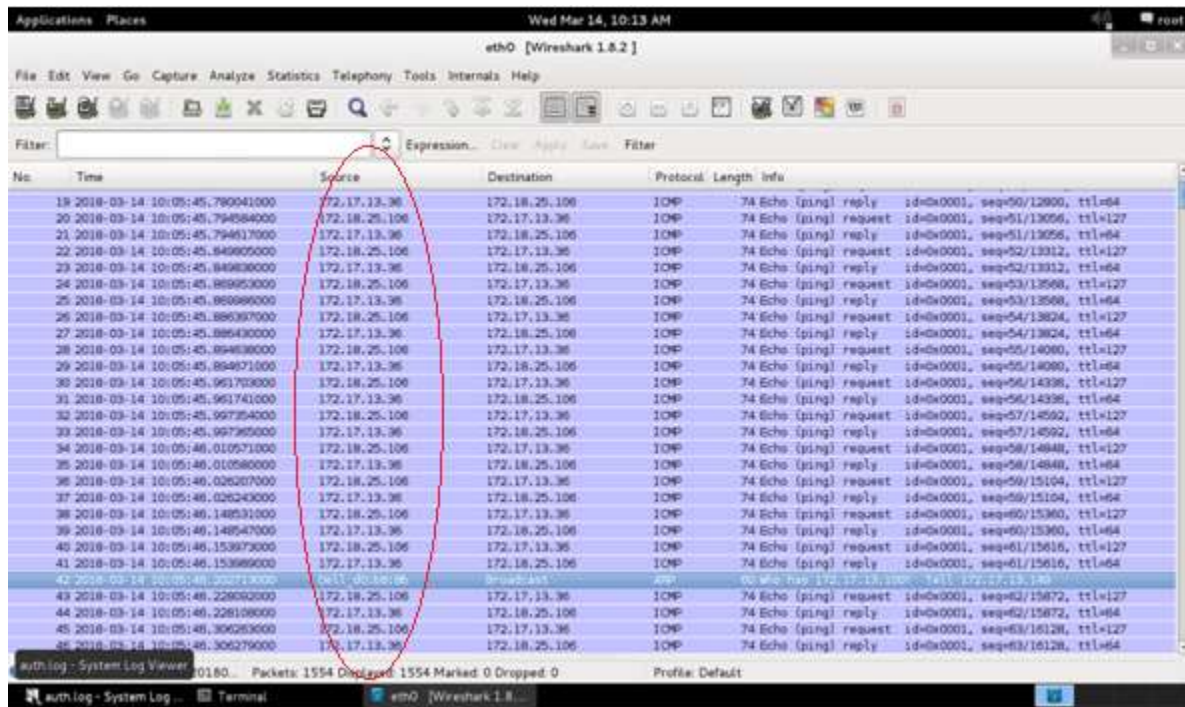 Applications Places Wed Mar 14, 10:13 AM root
eth0 [Wireshark 1.8.2 ]
File Edit View Go Capture Analyze Statistics Telephony Tools Internals Help
Filter: Expression... Clear Apply Save Filter
No. Time Source Destination Protocol Length Info
19 2018-03-14 10:05:45.780041000 172.17.13.36 172.18.25.106 ICMP 74 Echo (ping) reply id=0x0001, seq=50/12800, ttl=64
20 2018-03-14 10:05:45.794584000 172.18.25.106 172.17.13.36 ICMP 74 Echo (ping) request id=0x0001, seq=51/13056, ttl=127
21 2018-03-14 10:05:45.794617000 172.17.13.36 172.18.25.106 ICMP 74 Echo (ping) reply id=0x0001, seq=51/13056, ttl=64
22 2018-03-14 10:05:45.849805000 172.18.25.106 172.17.13.36 ICMP 74 Echo (ping) request id=0x0001, seq=52/13312, ttl=127
23 2018-03-14 10:05:45.849838000 172.17.13.36 172.18.25.106 ICMP 74 Echo (ping) reply id=0x0001, seq=52/13312, ttl=64
24 2018-03-14 10:05:45.869953000 172.18.25.106 172.17.13.36 ICMP 74 Echo (ping) request id=0x0001, seq=53/13568, ttl=127
25 2018-03-14 10:05:45.869986000 172.17.13.36 172.18.25.106 ICMP 74 Echo (ping) reply id=0x0001, seq=53/13568, ttl=64
26 2018-03-14 10:05:45.886397000 172.18.25.106 172.17.13.36 ICMP 74 Echo (ping) request id=0x0001, seq=54/13824, ttl=127
27 2018-03-14 10:05:45.886430000 172.17.13.36 172.18.25.106 ICMP 74 Echo (ping) reply id=0x0001, seq=54/13824, ttl=64
28 2018-03-14 10:05:45.894638000 172.18.25.106 172.17.13.36 ICMP 74 Echo (ping) request id=0x0001, seq=55/14080, ttl=127
29 2018-03-14 10:05:45.894671000 172.17.13.36 172.18.25.106 ICMP 74 Echo (ping) reply id=0x0001, seq=55/14080, ttl=64
30 2018-03-14 10:05:45.961703000 172.18.25.106 172.17.13.36 ICMP 74 Echo (ping) request id=0x0001, seq=56/14336, ttl=127
31 2018-03-14 10:05:45.961741000 172.17.13.36 172.18.25.106 ICMP 74 Echo (ping) reply id=0x0001, seq=56/14336, ttl=64
32 2018-03-14 10:05:45.997354000 172.18.25.106 172.17.13.36 ICMP 74 Echo (ping) request id=0x0001, seq=57/14592, ttl=127
33 2018-03-14 10:05:45.997365000 172.17.13.36 172.18.25.106 ICMP 74 Echo (ping) reply id=0x0001, seq=57/14592, ttl=64
34 2018-03-14 10:05:46.010571000 172.18.25.106 172.17.13.36 ICMP 74 Echo (ping) request id=0x0001, seq=58/14848, ttl=127
35 2018-03-14 10:05:46.010580000 172.17.13.36 172.18.25.106 ICMP 74 Echo (ping) reply id=0x0001, seq=58/14848, ttl=64
36 2018-03-14 10:05:46.026207000 172.18.25.106 172.17.13.36 ICMP 74 Echo (ping) request id=0x0001, seq=59/15104, ttl=127
37 2018-03-14 10:05:46.026243000 172.17.13.36 172.18.25.106 ICMP 74 Echo (ping) reply id=0x0001, seq=59/15104, ttl=64
38 2018-03-14 10:05:46.148531000 172.18.25.106 172.17.13.36 ICMP 74 Echo (ping) request id=0x0001, seq=60/15360, ttl=127
39 2018-03-14 10:05:46.148547000 172.17.13.36 172.18.25.106 ICMP 74 Echo (ping) reply id=0x0001, seq=60/15360, ttl=64
40 2018-03-14 10:05:46.153973000 172.18.25.106 172.17.13.36 ICMP 74 Echo (ping) request id=0x0001, seq=61/15616, ttl=127
41 2018-03-14 10:05:46.153989000 172.17.13.36 172.18.25.106 ICMP 74 Echo (ping) reply id=0x0001, seq=61/15616, ttl=64
42 2018-03-14 10:05:46.202713000 Broadcast ARP 60 Who has Tell 172.17.13.140
43 2018-03-14 10:05:46.228092000 172.18.25.106 172.17.13.36 ICMP 74 Echo (ping) request id=0x0001, seq=62/15872, ttl=127
44 2018-03-14 10:05:46.228108000 172.17.13.36 172.18.25.106 ICMP 74 Echo (ping) reply id=0x0001, seq=62/15872, ttl=64
45 2018-03-14 10:05:46.306263000 172.18.25.106 172.17.13.36 ICMP 74 Echo (ping) request id=0x0001, seq=63/16128, ttl=127
46 2018-03-14 10:05:46.306279000 172.17.13.36 172.18.25.106 ICMP 74 Echo (ping) reply id=0x0001, seq=63/16128, ttl=64
auth.log - System Log Viewer 20180... Packets: 1554 Displayed: 1554 Marked: 0 Dropped: 0 Profile: Default
auth.log - System Log ... Terminal eth0 [Wireshark 1.8....